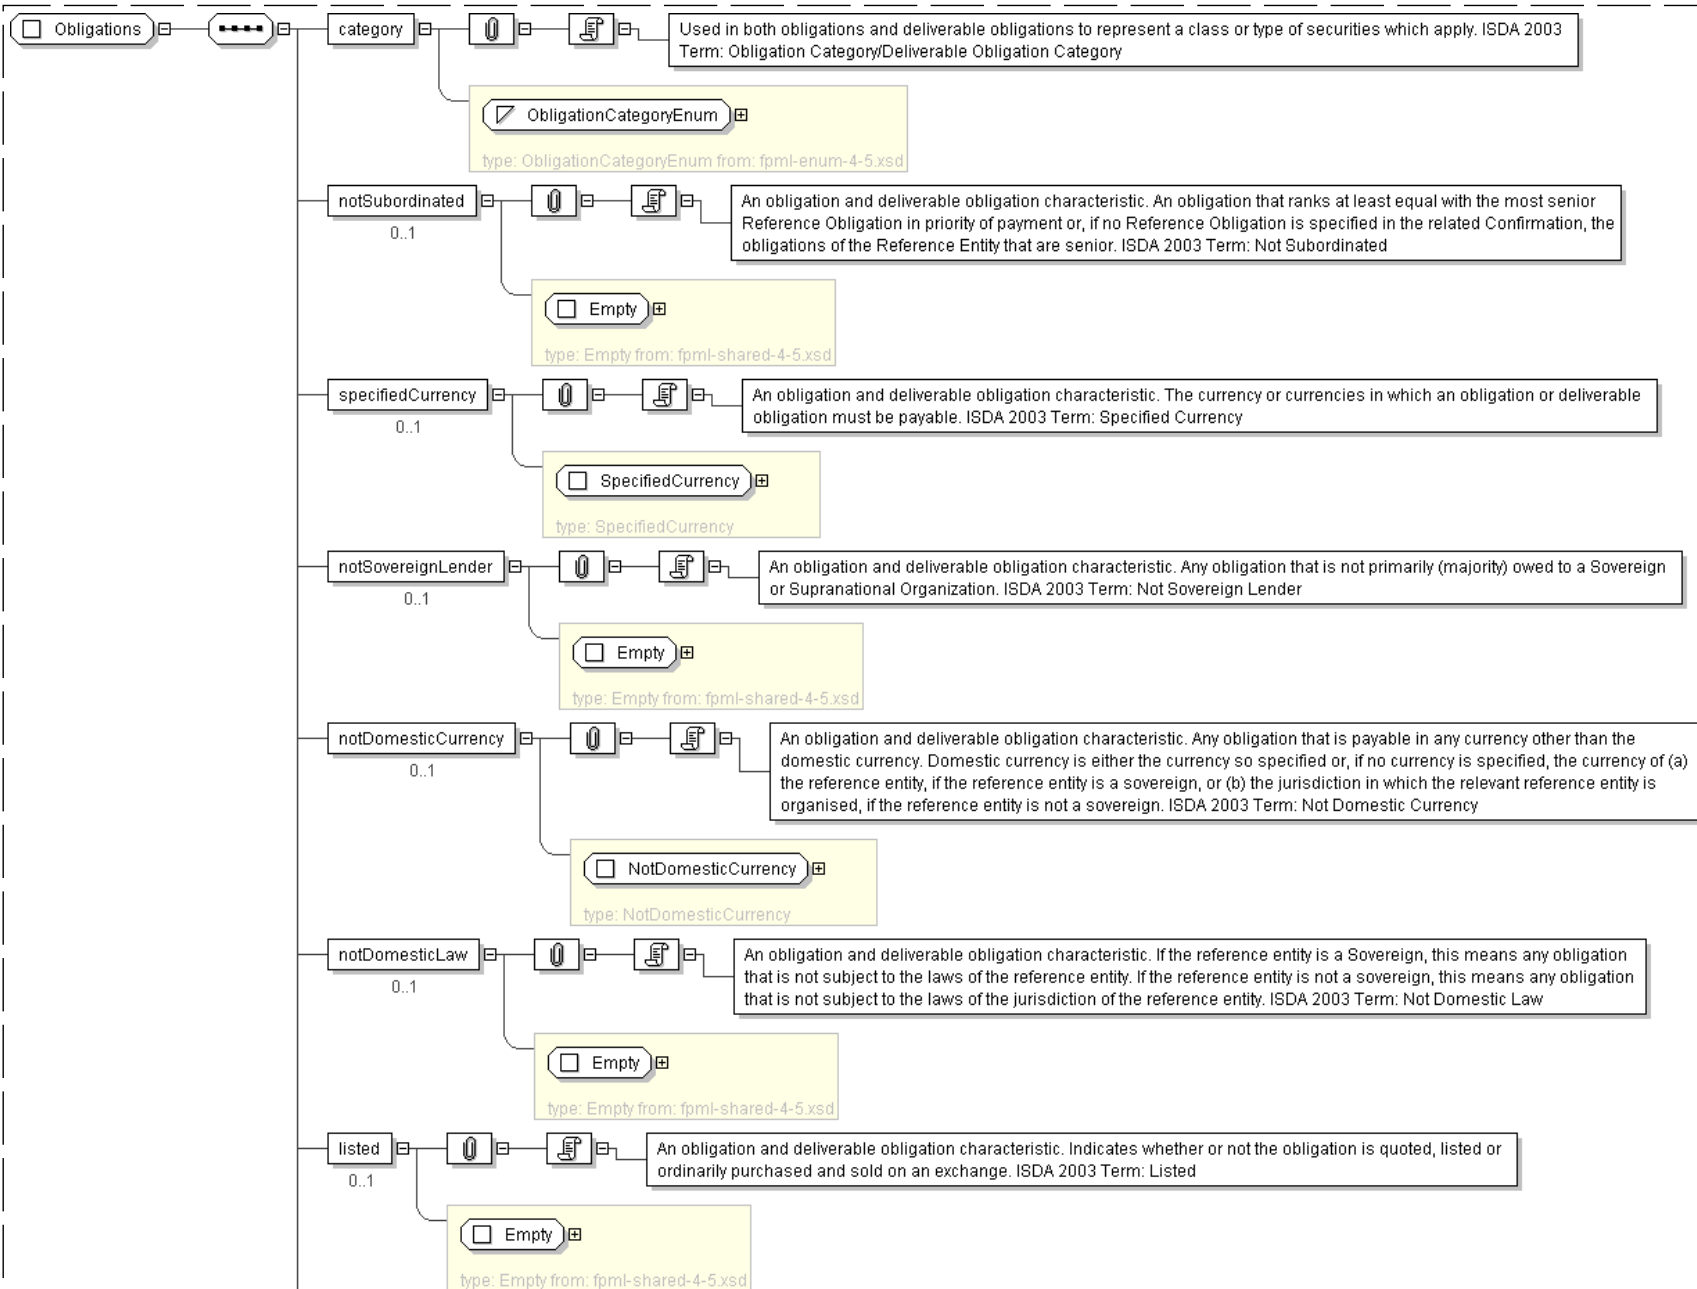 Obligations
category
Used in both obligations and deliverable obligations to represent a class or type of securities which apply. ISDA 2003
Term: Obligation Category/Deliverable Obligation Category
ObligationCategoryEnum
type: ObligationCategoryEnum from: fpml-enum-4-5.xsd
notSubordinated
0..1
An obligation and deliverable obligation characteristic. An obligation that ranks at least equal with the most senior
Reference Obligation in priority of payment or, if no Reference Obligation is specified in the related Confirmation, the
obligations of the Reference Entity that are senior. ISDA 2003 Term: Not Subordinated
Empty
type: Empty from: fpml-shared-4-5.xsd
specifiedCurrency
0..1
An obligation and deliverable obligation characteristic. The currency or currencies in which an obligation or deliverable
obligation must be payable. ISDA 2003 Term: Specified Currency
SpecifiedCurrency
type: SpecifiedCurrency
notSovereignLender
0..1
An obligation and deliverable obligation characteristic. Any obligation that is not primarily (majority) owed to a Sovereign
or Supranational Organization. ISDA 2003 Term: Not Sovereign Lender
Empty
type: Empty from: fpml-shared-4-5.xsd
notDomesticCurrency
0..1
An obligation and deliverable obligation characteristic. Any obligation that is payable in any currency other than the
domestic currency. Domestic currency is either the currency so specified or, if no currency is specified, the currency of (a)
the reference entity, if the reference entity is a sovereign, or (b) the jurisdiction in which the relevant reference entity is
organised, if the reference entity is not a sovereign. ISDA 2003 Term: Not Domestic Currency
NotDomesticCurrency
type: NotDomesticCurrency
notDomesticLaw
0..1
An obligation and deliverable obligation characteristic. If the reference entity is a Sovereign, this means any obligation
that is not subject to the laws of the reference entity. If the reference entity is not a sovereign, this means any obligation
that is not subject to the laws of the jurisdiction of the reference entity. ISDA 2003 Term: Not Domestic Law
Empty
type: Empty from: fpml-shared-4-5.xsd
listed
0..1
An obligation and deliverable obligation characteristic. Indicates whether or not the obligation is quoted, listed or
ordinarily purchased and sold on an exchange. ISDA 2003 Term: Listed
Empty
type: Empty from: fpml-shared-4-5.xsd